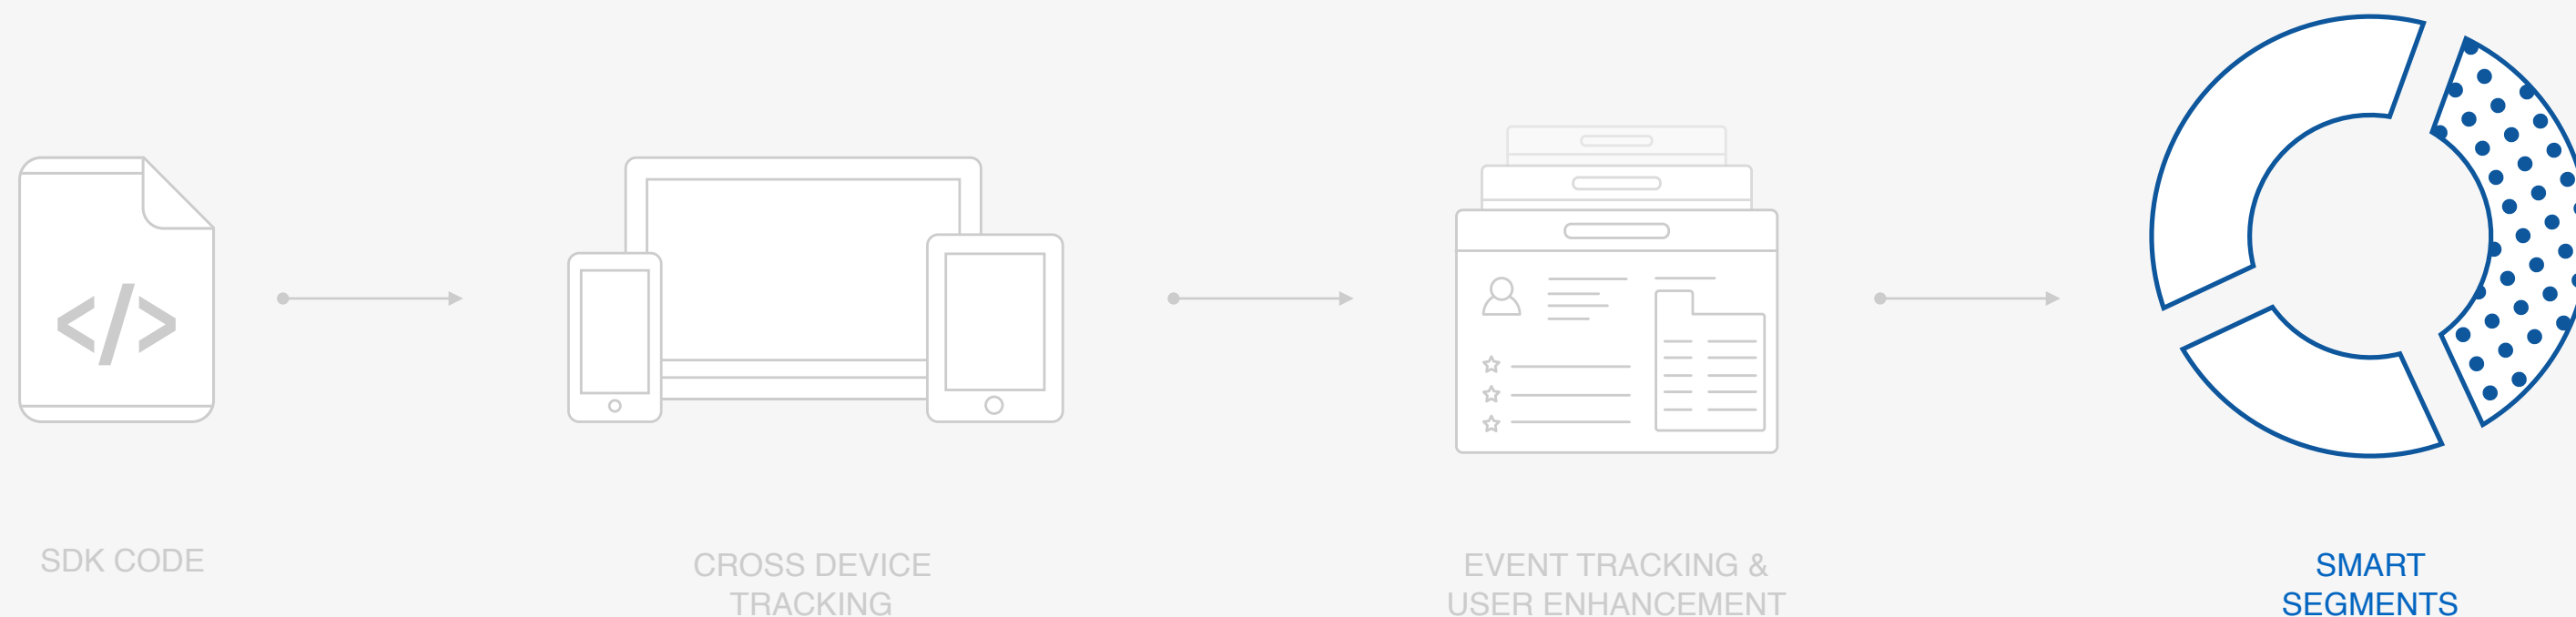 </>
SDK CODE
CROSS DEVICE
TRACKING
EVENT TRACKING &
USER ENHANCEMENT
SMART
SEGMENTS